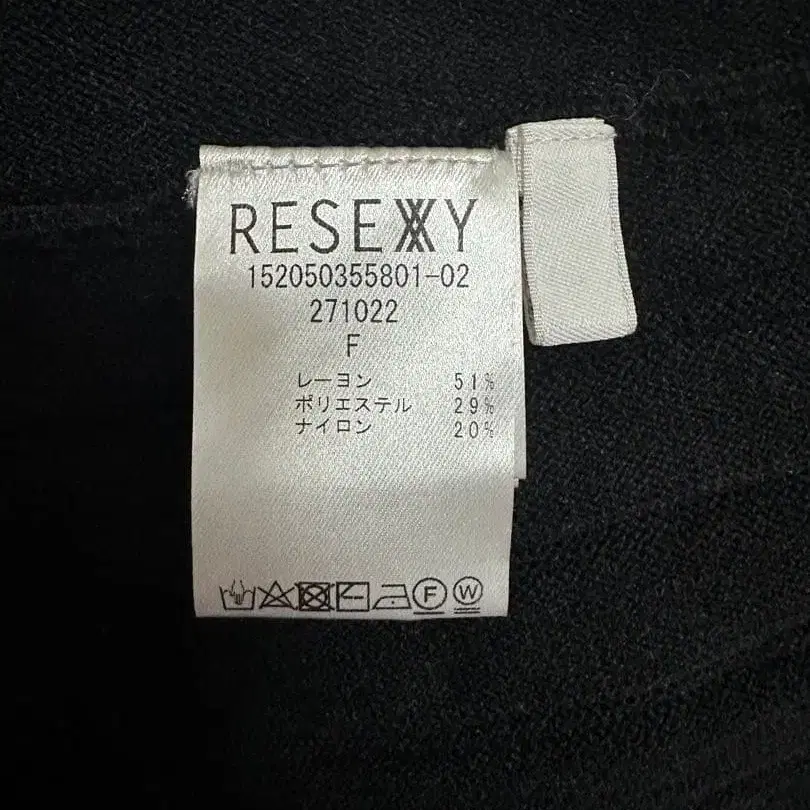 RESEXXY
152050355801-02
271022
F
レーヨン 51%
ポリエステル 29%
ナイロン 20%
F W